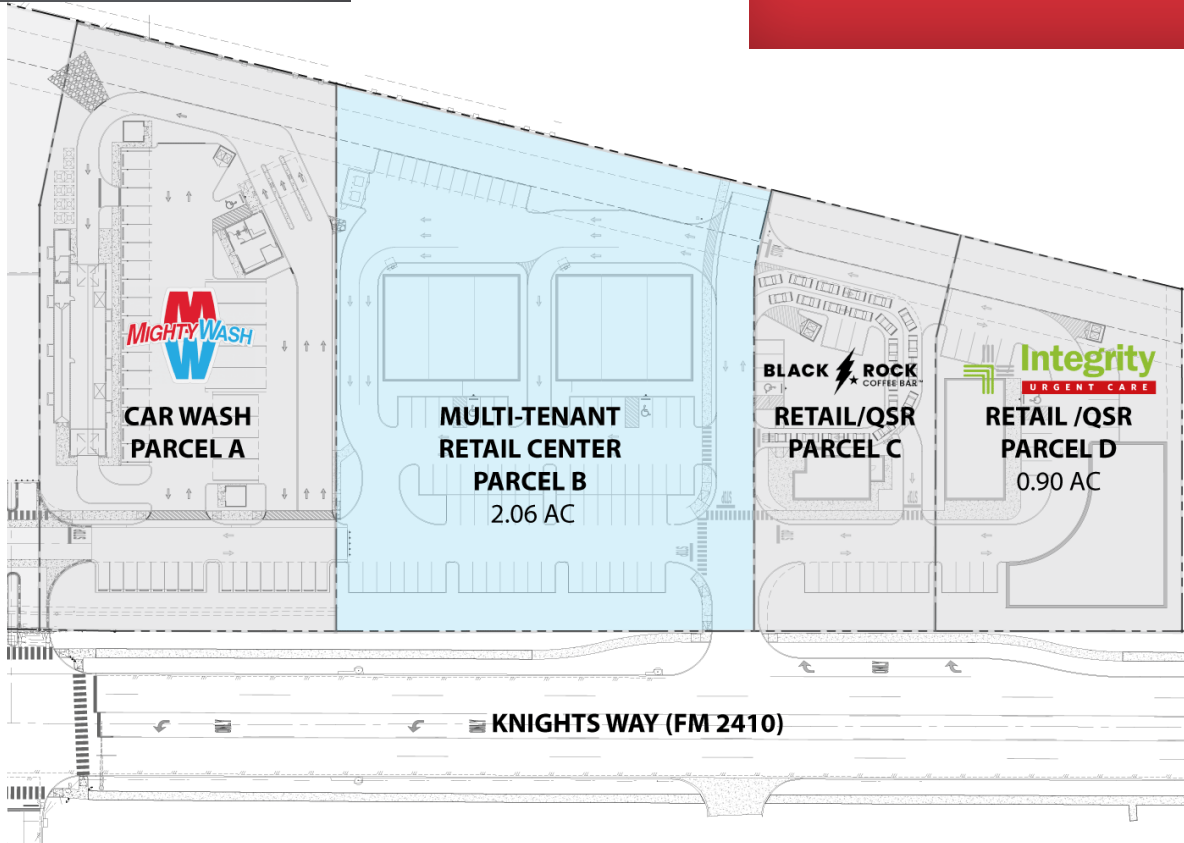 MIGHTY WASH
CAR WASH
PARCEL A
MULTI-TENANT
RETAIL CENTER
PARCEL B
2.06 AC
BLACK ROCK
COFFEE BAR
RETAIL/QSR
PARCEL C
Integrity
URGENT CARE
RETAIL /QSR
PARCEL D
0.90 AC
KNIGHTS WAY (FM 2410)